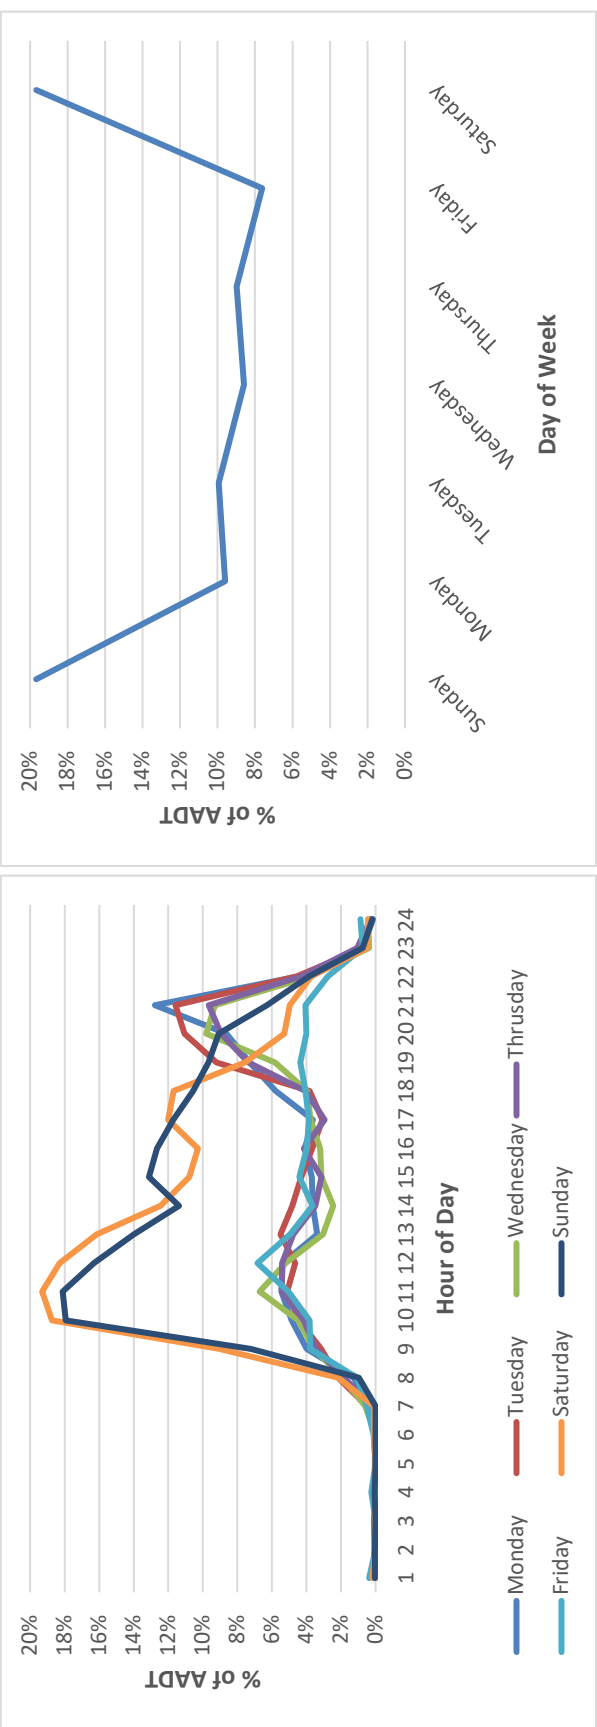 20%
18%
16%
14%
12%
10%
8%
6%
4%
2%
0%
% of AADT
1 2 3 4 5 6 7 8 9 10 11 12 13 14 15 16 17 18 19 20 21 22 23 24
Hour of Day
Monday Tuesday Wednesday Thrusday
Friday Saturday Sunday
20%
18%
16%
14%
12%
10%
8%
6%
4%
2%
0%
% of AADT
Sunday Monday Tuesday Wednesday Thursday Friday Saturday
Day of Week